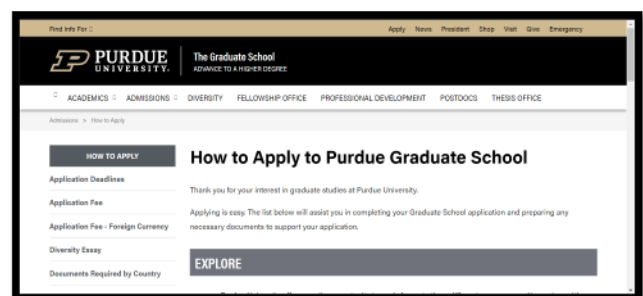 Find Info For
Apply News President Shop Visit Give Emergency
PURDUE
UNIVERSITY.
The Graduate School
ADVANCE TO A HIGHER DEGREE
ACADEMICS ADMISSIONS DIVERSITY FELLOWSHIP OFFICE PROFESSIONAL DEVELOPMENT POSTDOCS THESIS OFFICE
Admissions > How to Apply
HOW TO APPLY
Application Deadlines
Application Fee
Application Fee - Foreign Currency
Diversity Essay
Documents Required by Country
How to Apply to Purdue Graduate School
Thank you for your interest in graduate studies at Purdue University.
Applying is easy. The list below will assist you in completing your Graduate School application and preparing any
necessary documents to support your application.
EXPLORE